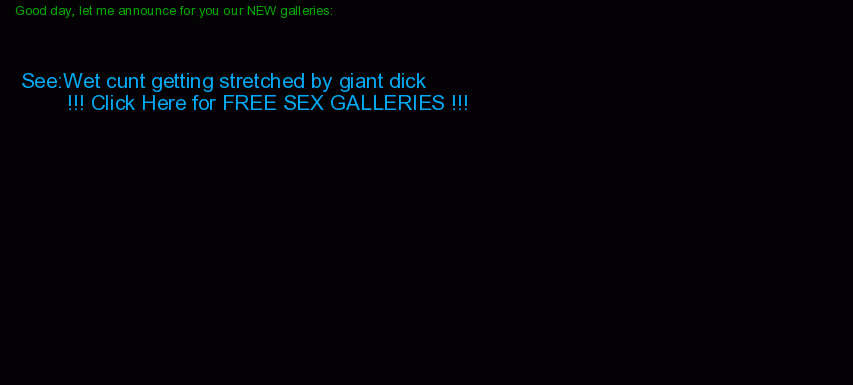 Good day, let me announce for you our NEW galleries:
See:Wet cunt getting stretched by giant dick
!!! Click Here for FREE SEX GALLERIES !!!